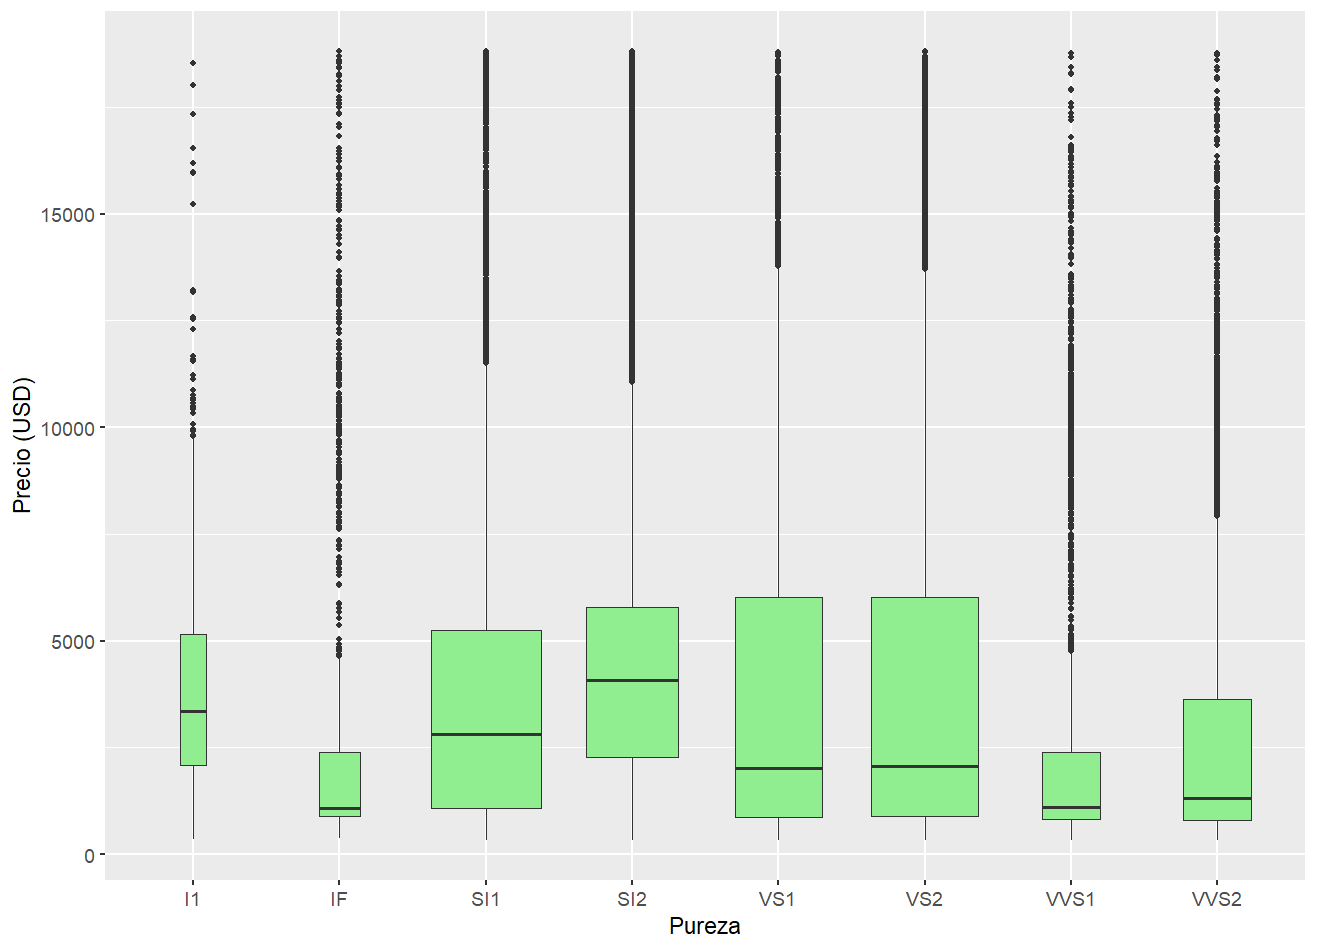 Precio (USD)
15000
10000
5000
0
I1 IF SI1 SI2 VS1 VS2 VVS1 VVS2
Pureza